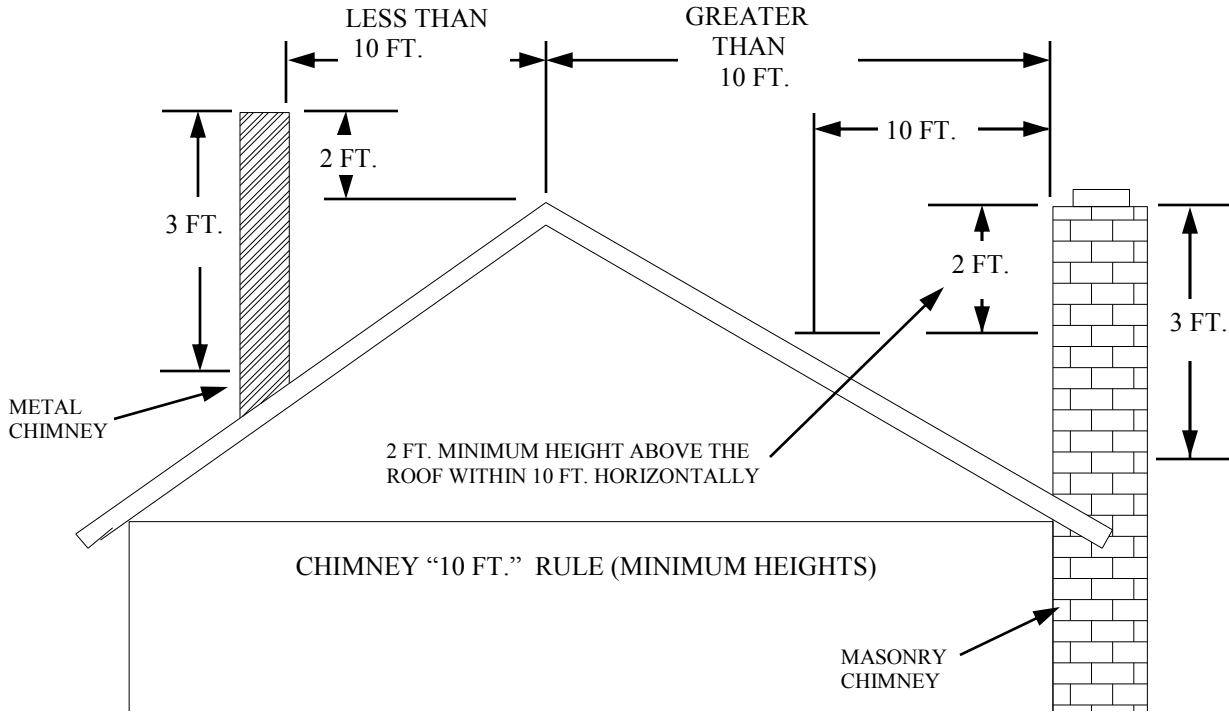 LESS THAN
10 FT.
GREATER
THAN
10 FT.
10 FT.
2 FT.
3 FT.
2 FT.
3 FT.
METAL
CHIMNEY
2 FT. MINIMUM HEIGHT ABOVE THE
ROOF WITHIN 10 FT. HORIZONTALLY
CHIMNEY “10 FT.” RULE (MINIMUM HEIGHTS)
MASONRY
CHIMNEY